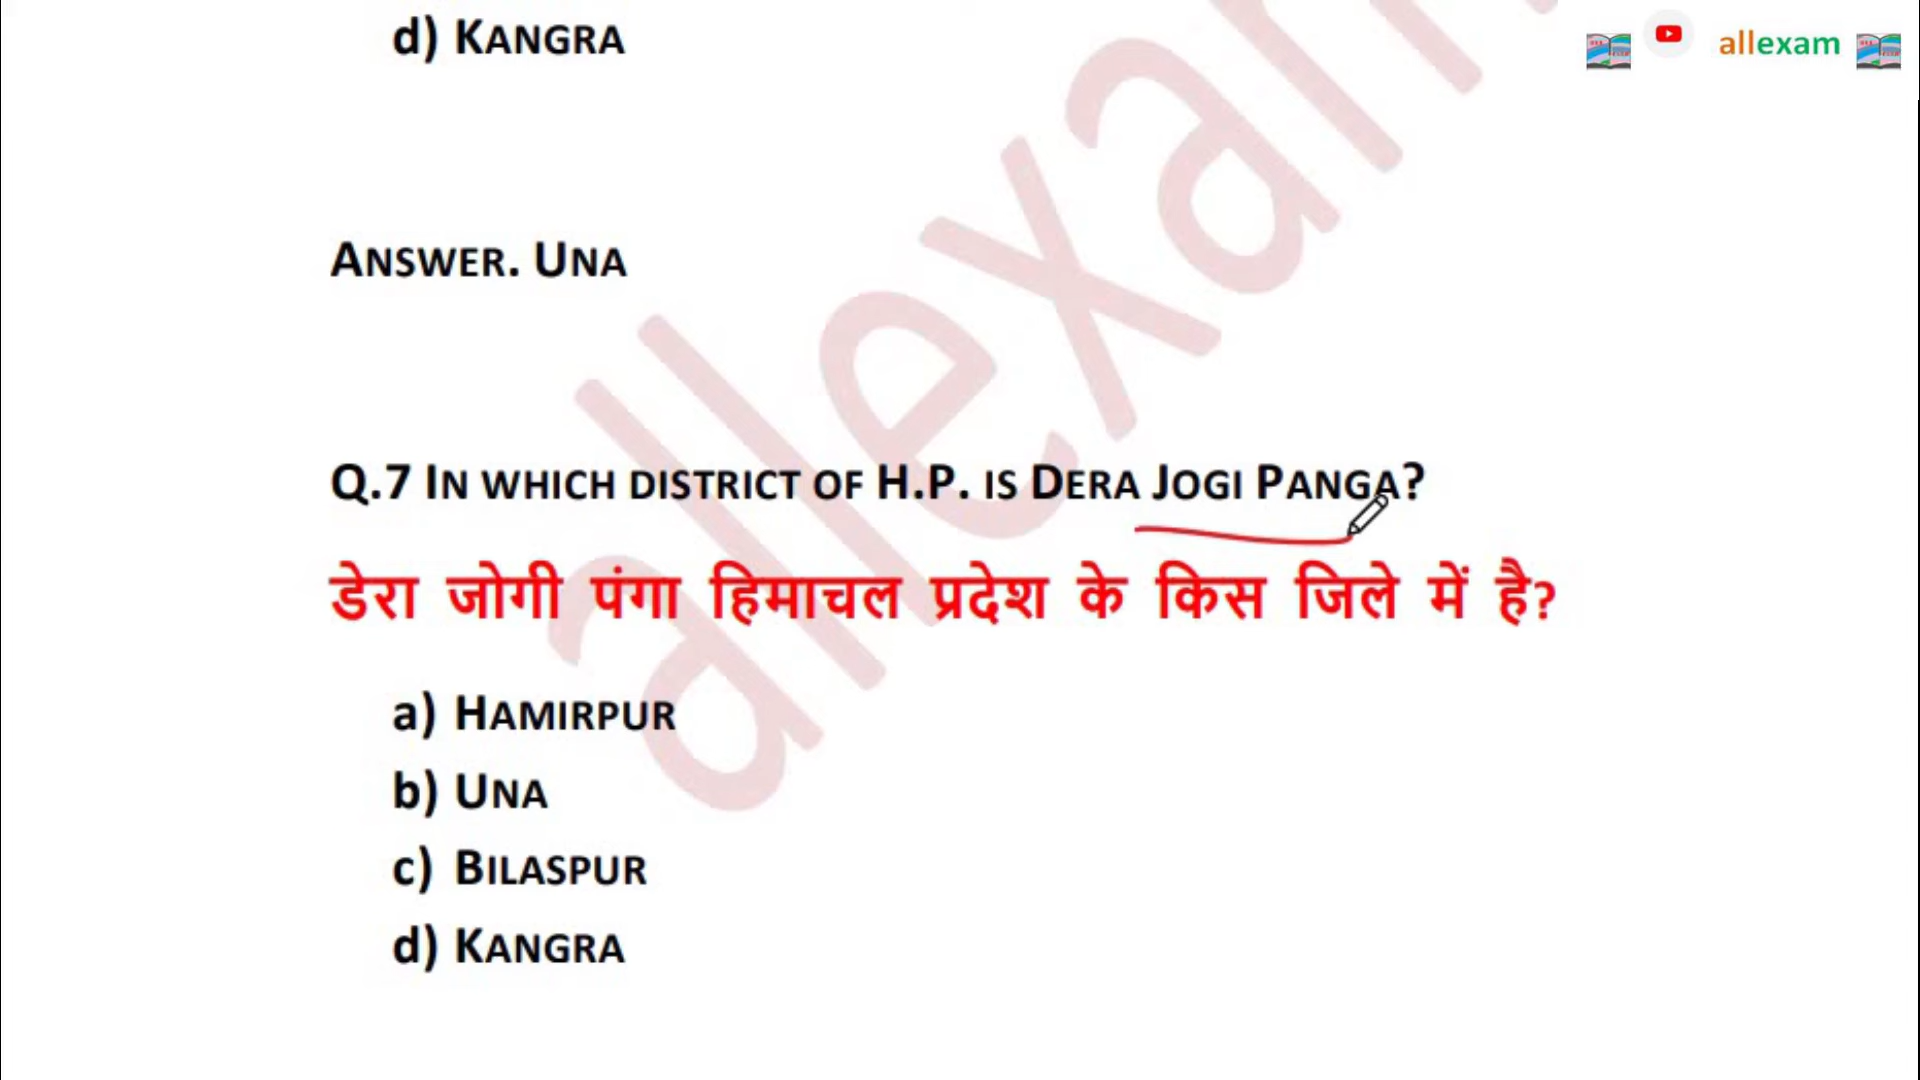 d) KANGRA
allexam
ANSWER. UNA
Q.7 IN WHICH DISTRICT OF H.P. IS DERA JOGI PANGA?
डेरा जोगी पंगा हिमाचल प्रदेश के किस जिले में है?
a) HAMIRPUR
b) UNA
c) BILASPUR
d) KANGRA
allexam